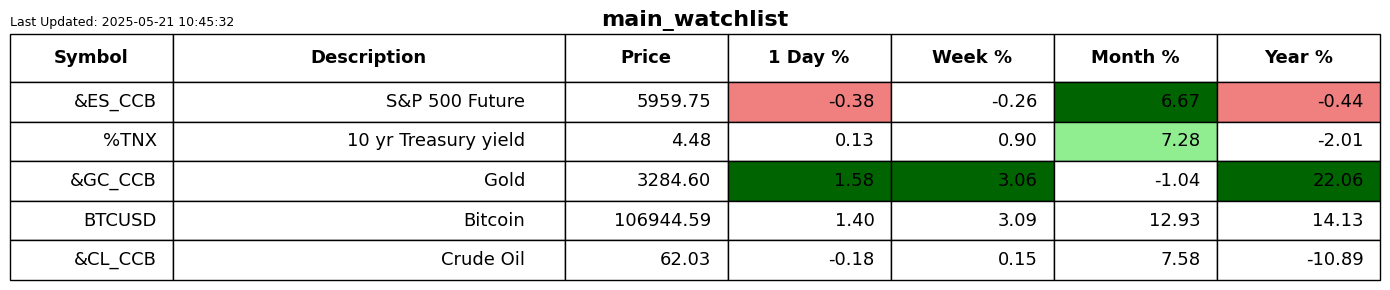 Last Updated: 2025-05-21 10:45:32
main_watchlist
Symbol Description Price 1 Day % Week % Month % Year %
&ES_CCB S&P 500 Future 5959.75 -0.38 -0.26 6.67 -0.44
%TNX 10 yr Treasury yield 4.48 0.13 0.90 7.28 -2.01
&GC_CCB Gold 3284.60 1.58 3.06 -1.04 22.06
BTCUSD Bitcoin 106944.59 1.40 3.09 12.93 14.13
&CL_CCB Crude Oil 62.03 -0.18 0.15 7.58 -10.89